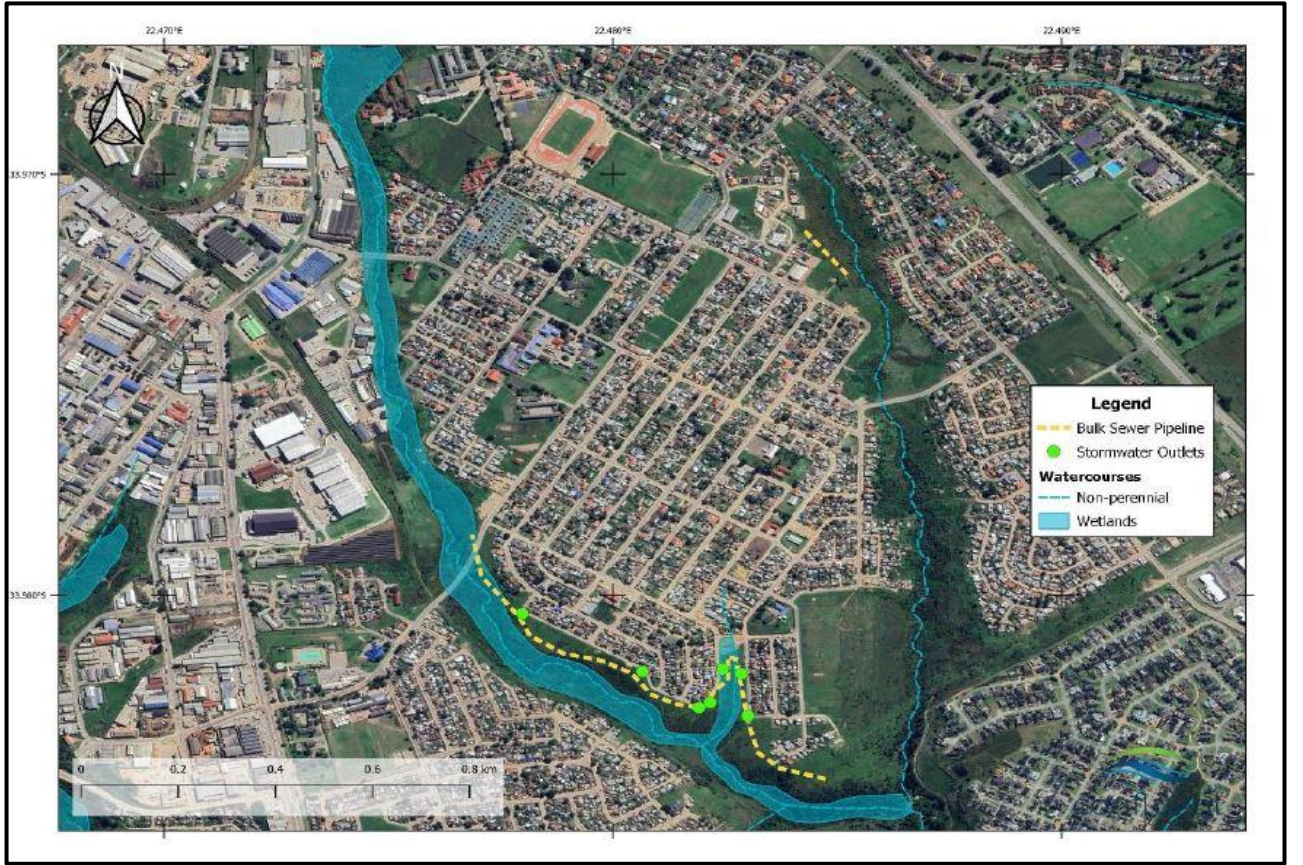 22.470°E 22.480°E 22.490°E
N
33.970°S
Legend
Bulk Sewer Pipeline
Stormwater Outlets
Watercourses
Non-perennial
Wetlands
33.980°S
0 0.2 0.4 0.6 0.8 km